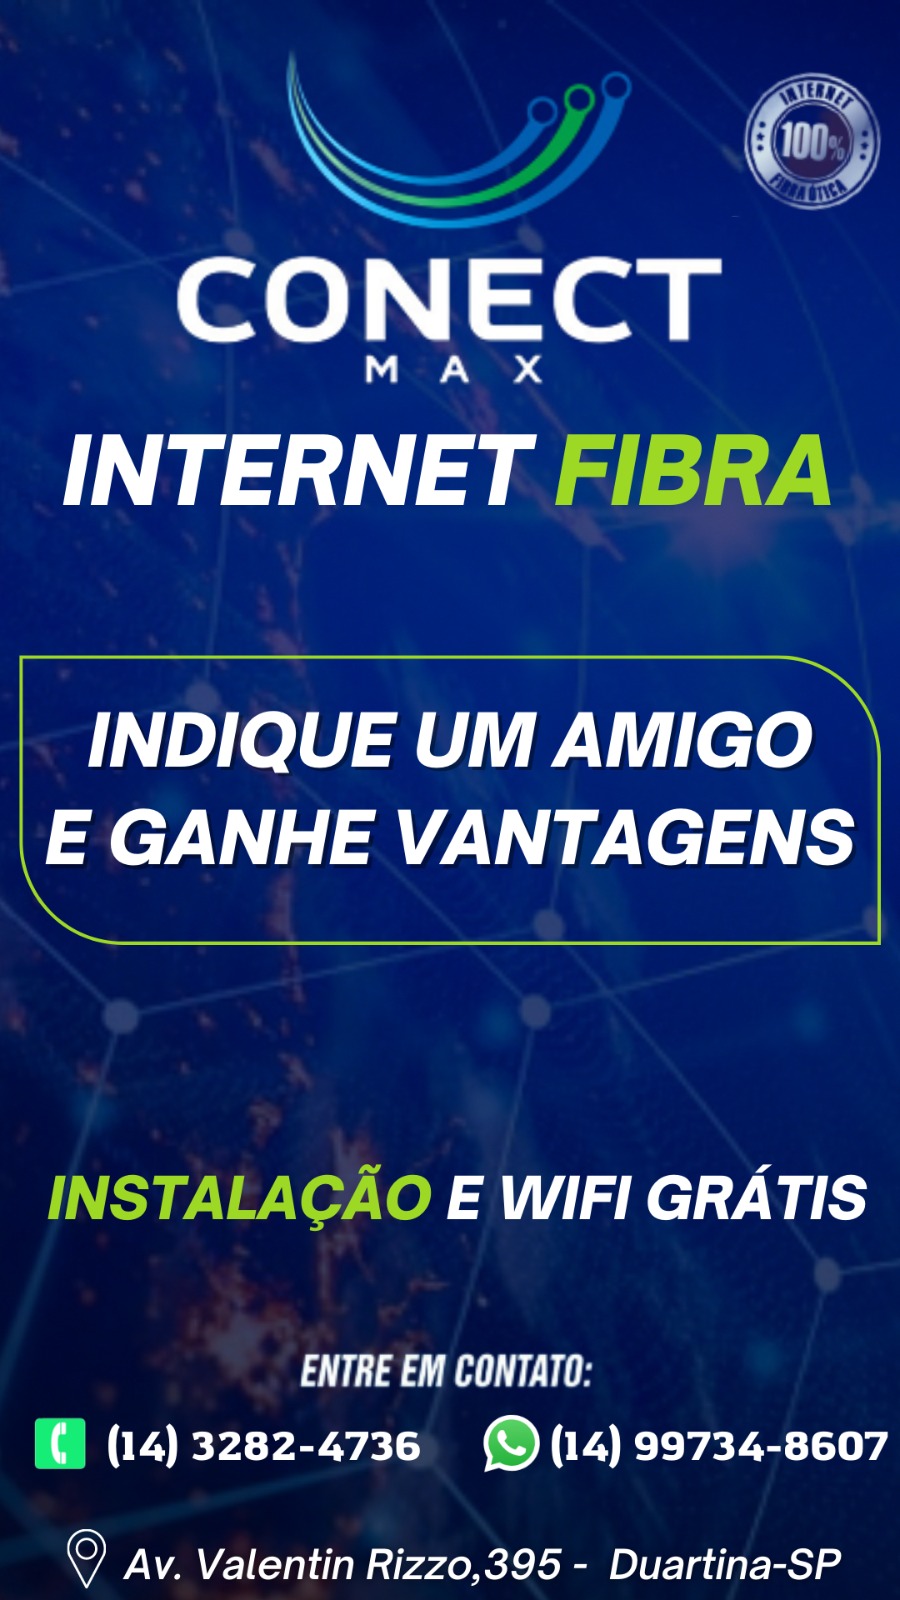 INTERNET
100%
FIBRA ÓTICA
CONECT
MAX
INTERNET FIBRA
INDIQUE UM AMIGO
E GANHE VANTAGENS
INSTALAÇÃO E WIFI GRÁTIS
ENTRE EM CONTATO:
(14) 3282-4736 (14) 99734-8607
Av. Valentin Rizzo,395 - Duartina-SP